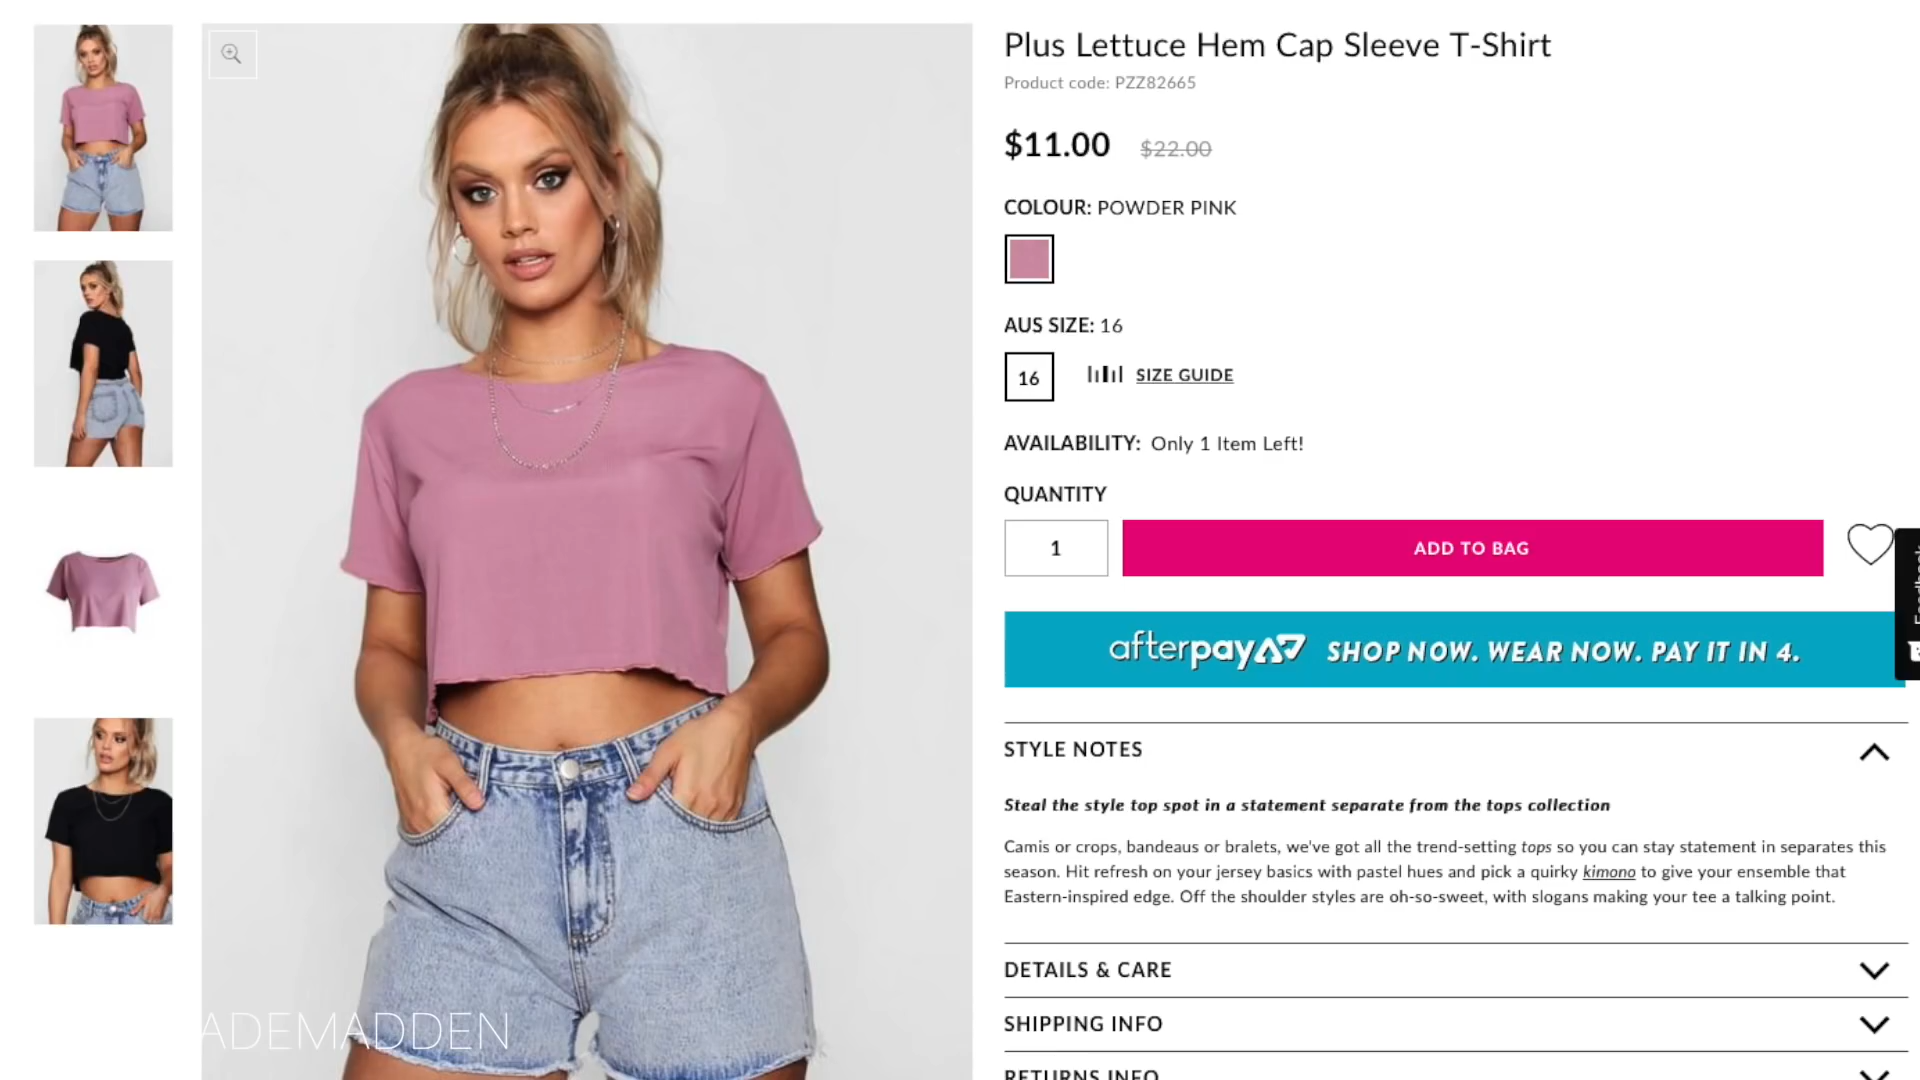 Plus Lettuce Hem Cap Sleeve T-Shirt
Product code: PZZ82665
$11.00 $22.00
COLOUR: POWDER PINK
AUS SIZE: 16
16 SIZE GUIDE
AVAILABILITY: Only 1 Item Left!
QUANTITY
1 ADD TO BAG
afterpay SHOP NOW. WEAR NOW. PAY IT IN 4.
STYLE NOTES
Steal the style top spot in a statement separate from the tops collection
Camis or crops, bandeaus or bralets, we've got all the trend-setting tops so you can stay statement in separates this
season. Hit refresh on your jersey basics with pastel hues and pick a quirky kimono to give your ensemble that
Eastern-inspired edge. Off the shoulder styles are oh-so-sweet, with slogans making your tee a talking point.
DETAILS & CARE
SHIPPING INFO
RETURNS INFO
ADEMADDEN